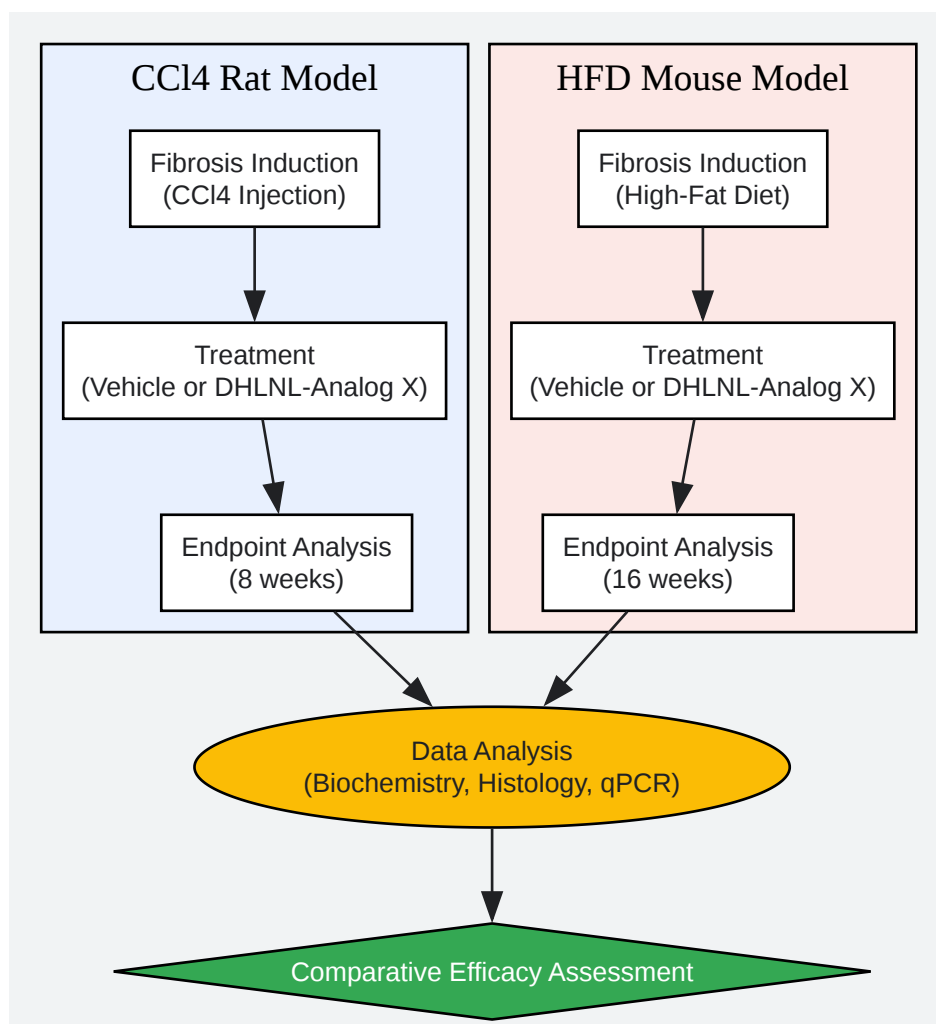 CCl4 Rat Model
Fibrosis Induction
(CCl4 Injection)
Treatment
(Vehicle or DHLNL-Analog X)
Endpoint Analysis
(8 weeks)
HFD Mouse Model
Fibrosis Induction
(High-Fat Diet)
Treatment
(Vehicle or DHLNL-Analog X)
Endpoint Analysis
(16 weeks)
Data Analysis
(Biochemistry, Histology, qPCR)
Comparative Efficacy Assessment